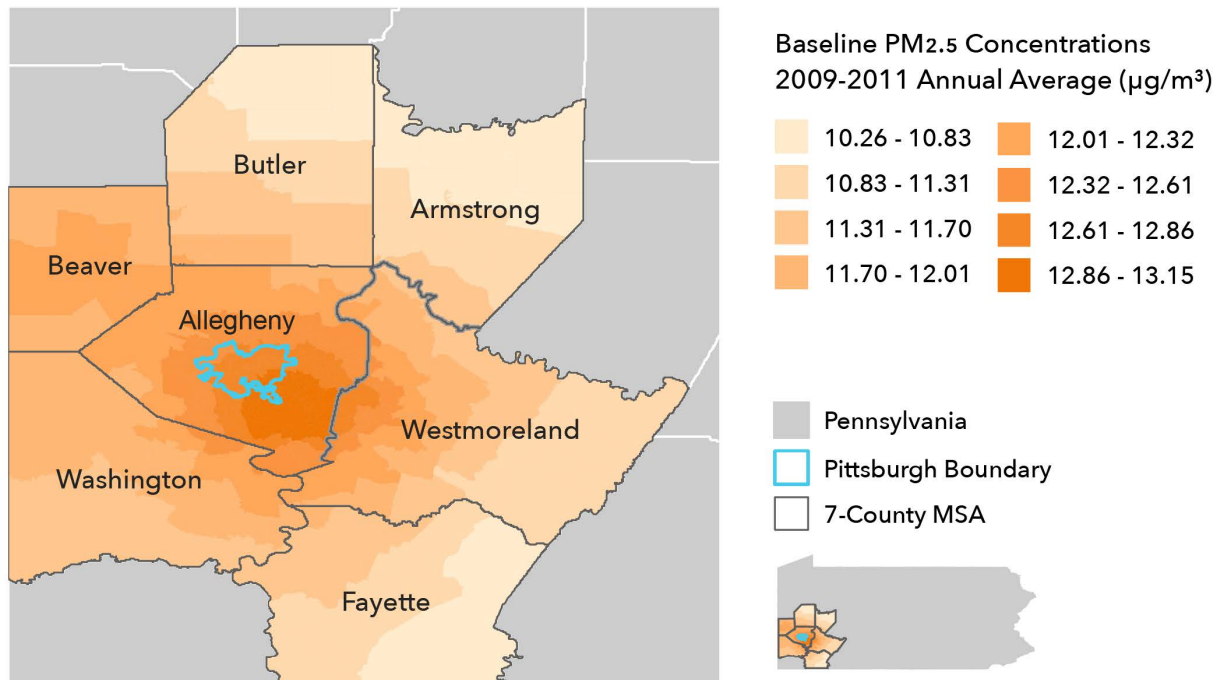 Baseline PM2.5 Concentrations
2009-2011 Annual Average (µg/m³)
10.26 - 10.83
12.01 - 12.32
10.83 - 11.31
12.32 - 12.61
11.31 - 11.70
12.61 - 12.86
11.70 - 12.01
12.86 - 13.15
Butler
Armstrong
Beaver
Allegheny
Westmoreland
Washington
Fayette
Pennsylvania
Pittsburgh Boundary
7-County MSA